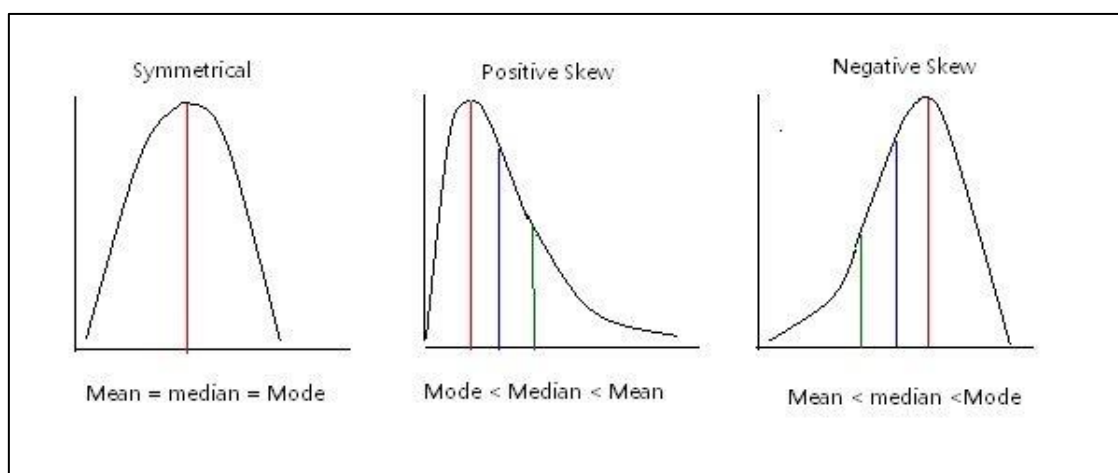 Symmetrical
Positive Skew
Negative Skew
Mean = median = Mode
Mode < Median < Mean
Mean < median <Mode